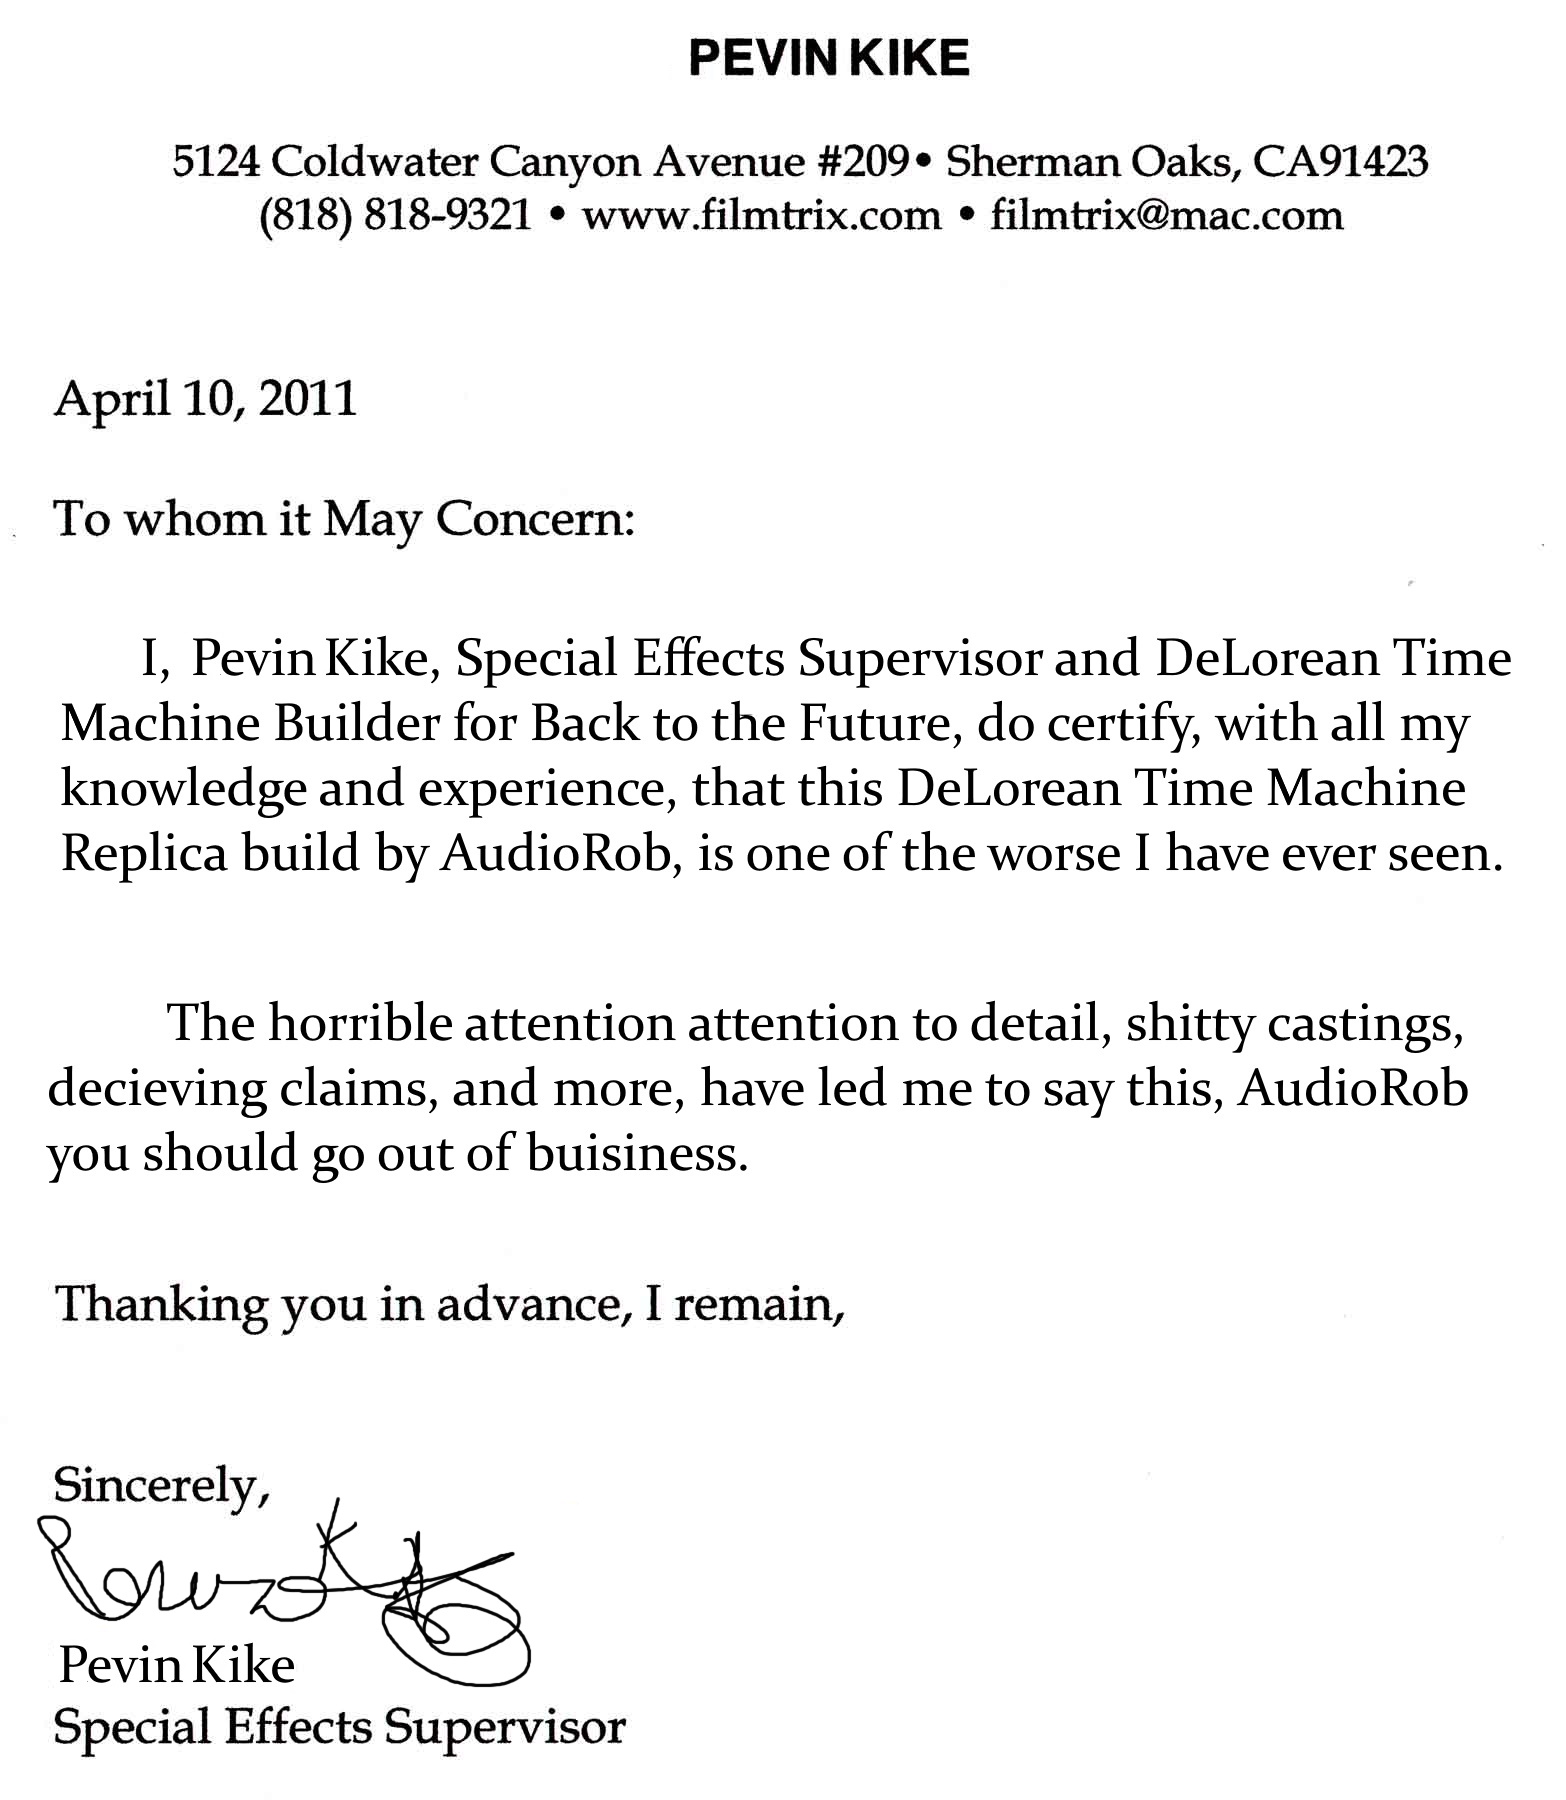 PEVIN KIKE
5124 Coldwater Canyon Avenue #209• Sherman Oaks, CA91423
(818) 818-9321 • www.filmtrix.com • filmtrix@mac.com
April 10, 2011
To whom it May Concern:
I, Pevin Kike, Special Effects Supervisor and DeLorean Time
Machine Builder for Back to the Future, do certify, with all my
knowledge and experience, that this DeLorean Time Machine
Replica build by AudioRob, is one of the worse I have ever seen.
The horrible attention attention to detail, shitty castings,
decieving claims, and more, have led me to say this, AudioRob
you should go out of buisiness.
Thanking you in advance, I remain,
Sincerely,
Pevin Kike
Special Effects Supervisor